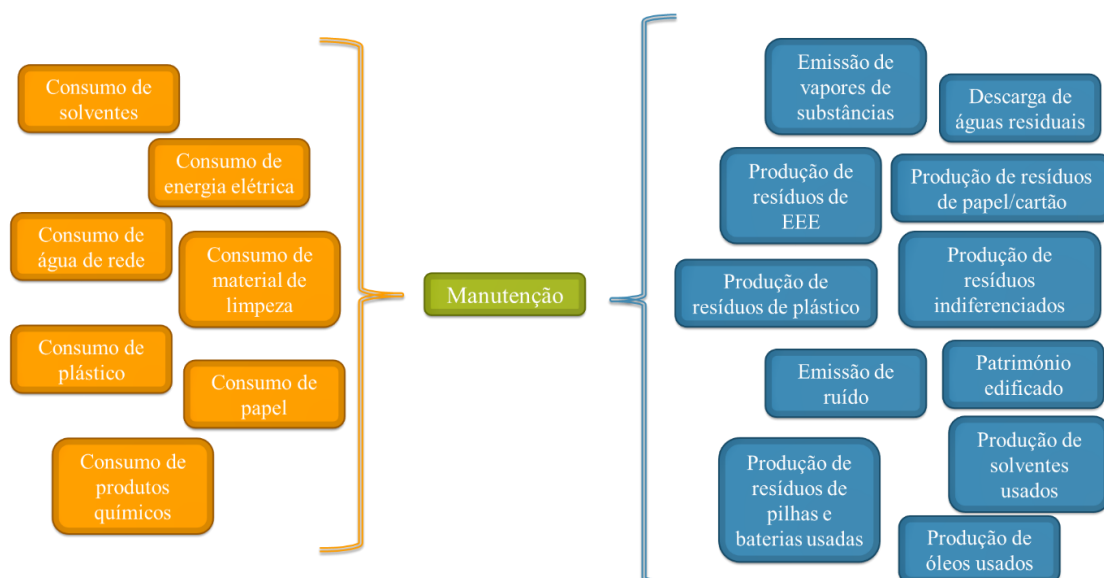 Consumo de
solventes
Consumo de
energia elétrica
Consumo de
água de rede
Consumo de
material de
limpeza
Consumo de
plástico
Consumo de
papel
Consumo de
produtos
químicos
Manutenção
Emissão de
vapores de
substâncias
Descarga de
águas residuais
Produção de
resíduos de
EEE
Produção de resíduos
de papel/cartão
Produção de
resíduos de plástico
Produção de
resíduos
indiferenciados
Emissão de
ruído
Património
edificado
Produção de
resíduos de
pilhas e
baterias usadas
Produção de
solventes
usados
Produção de
óleos usados